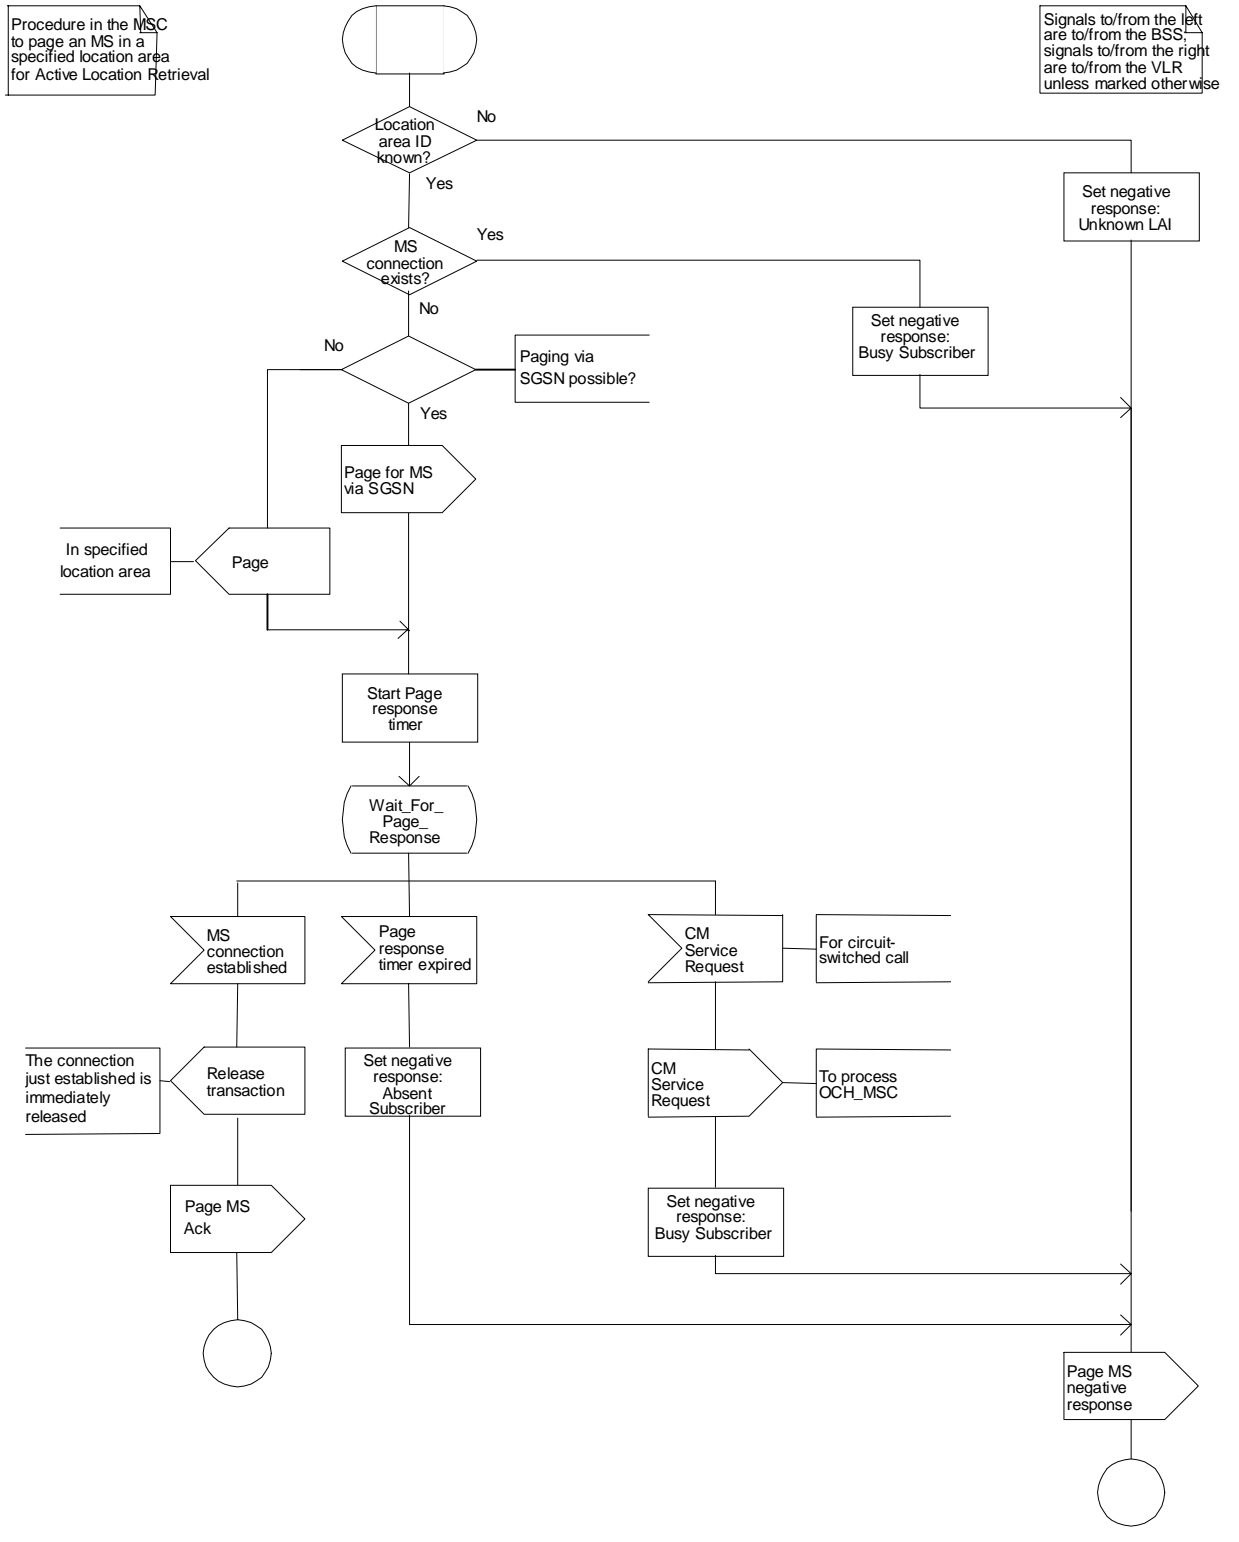 Procedure in the MSC
to page an MS in a
specified location area
for Active Location Retrieval
Signals to/from the left
are to/from the BSS;
signals to/from the right
are to/from the VLR
unless marked otherwise
Location
area ID
known?
No
Yes
Set negative
response:
Unknown LAI
MS
connection
exists?
Yes
No
Set negative
response:
Busy Subscriber
No
Paging via
SGSN possible?
Yes
Page for MS
via SGSN
In specified
location area
Page
Start Page
response
timer
Wait_For_
Page_
Response
MS
connection
established
Page
response
timer expired
CM
Service
Request
For circuit-
switched call
The connection
just established is
immediately
released
Release
transaction
Set negative
response:
Absent
Subscriber
CM
Service
Request
To process
OCH_MSC
Page MS
Ack
Set negative
response:
Busy Subscriber
Page MS
negative
response